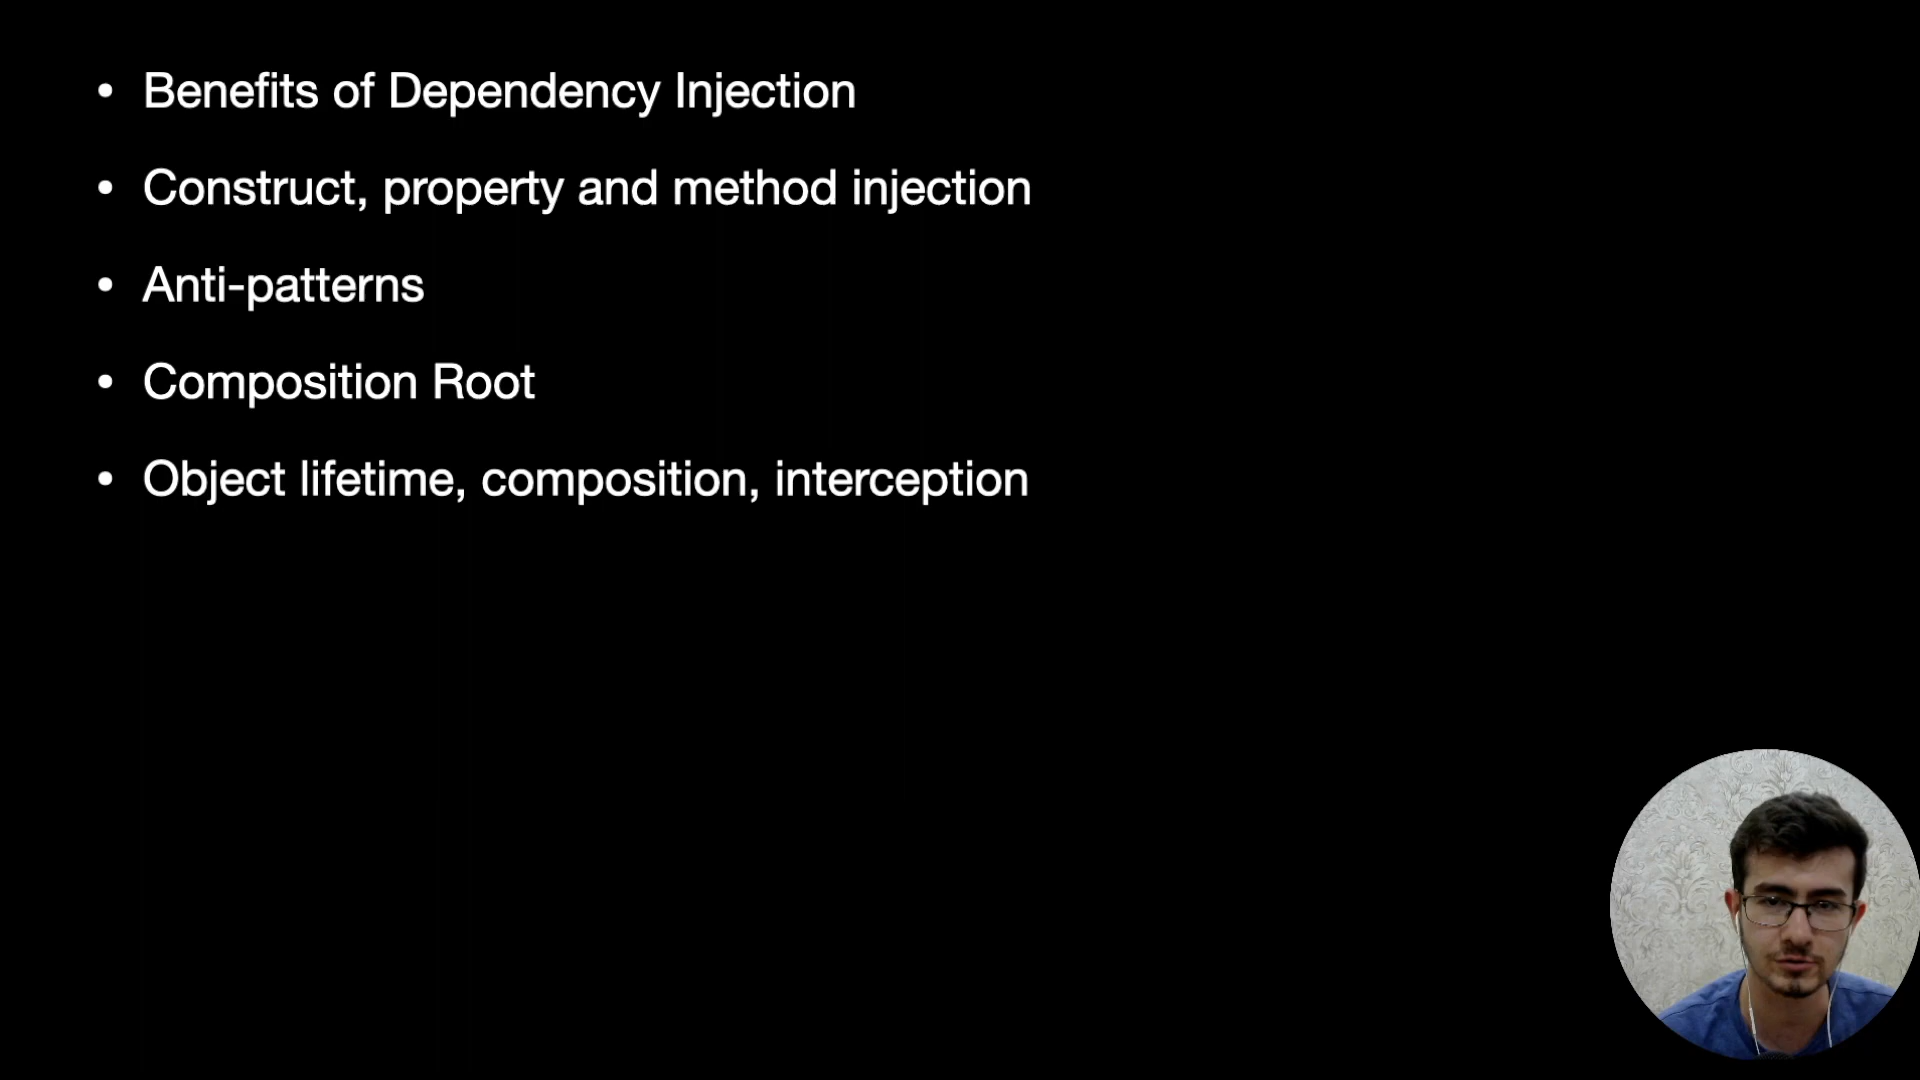 • Benefits of Dependency Injection
• Construct, property and method injection
• Anti-patterns
• Composition Root
• Object lifetime, composition, interception